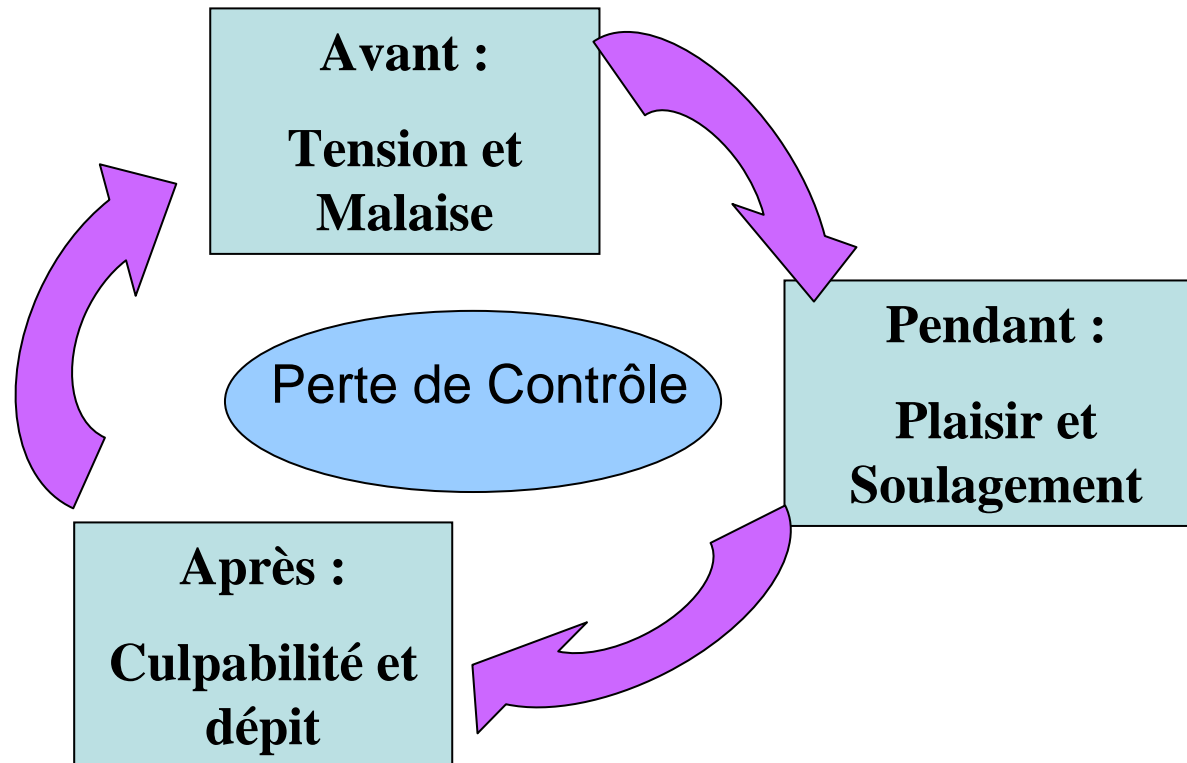 Avant :
Tension et
Malaise
Pendant :
Plaisir et
Soulagement
Perte de Contrôle
Après :
Culpabilité et
dépit